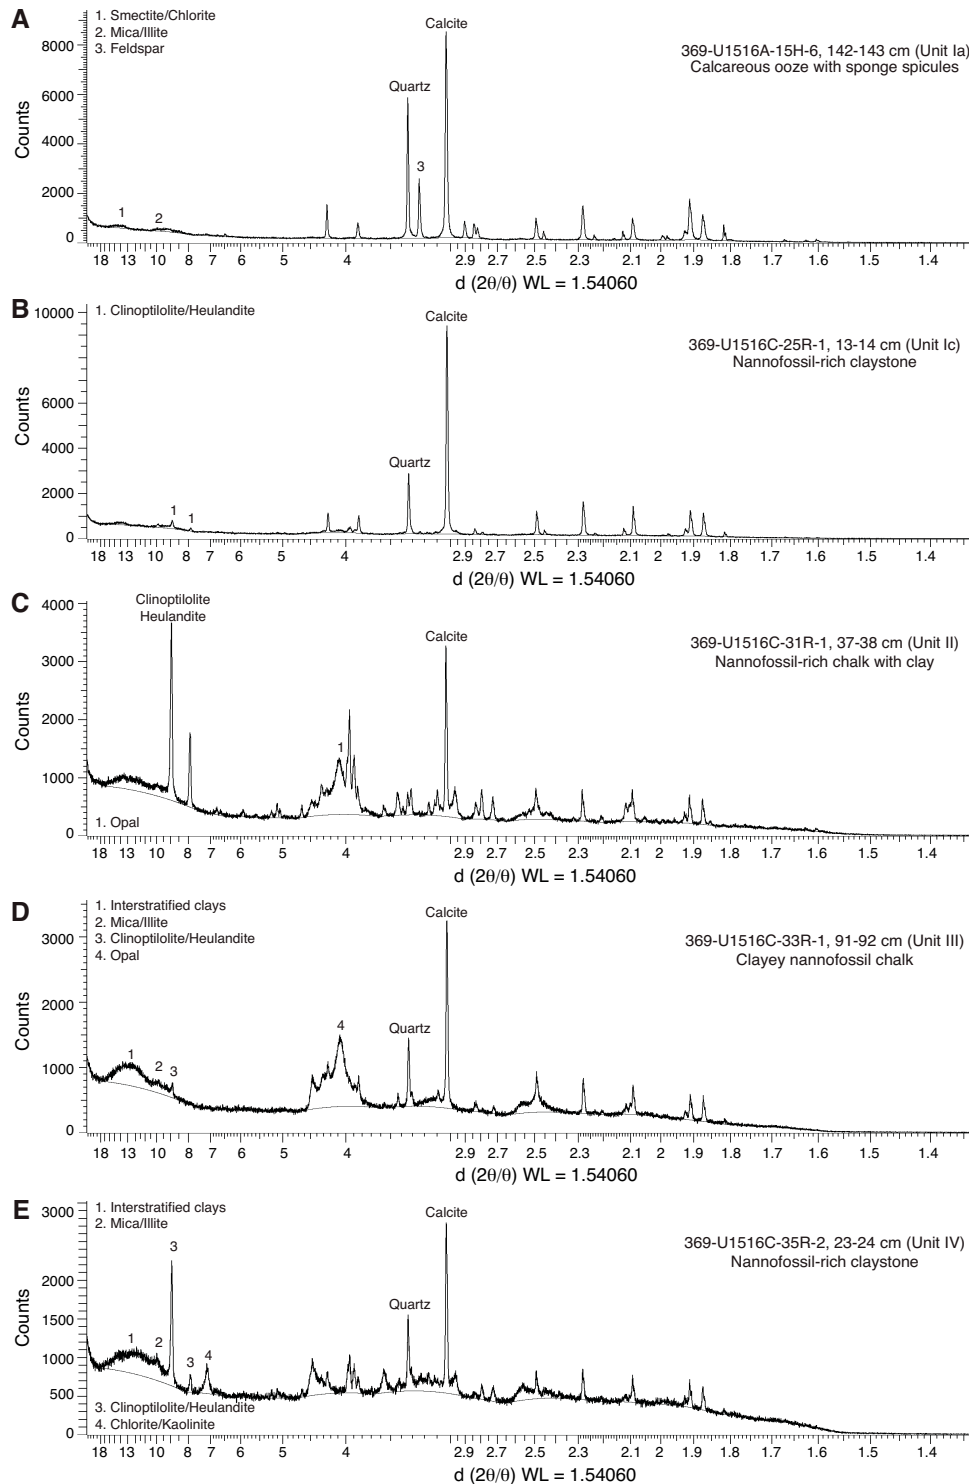 A
1. Smectite/Chlorite
2. Mica/Illite
3. Feldspar
Calcite
Quartz
3
1
2
369-U1516A-15H-6, 142-143 cm (Unit Ia)
Calcareous ooze with sponge spicules
Counts
8000
6000
4000
2000
0
18 13 10 8 7 6 5 4 2.9 2.7 2.5 2.3 2.1 2 1.9 1.8 1.7 1.6 1.5 1.4
d (2θ/θ) WL = 1.54060
B
1. Clinoptilolite/Heulandite
Calcite
Quartz
1
1
369-U1516C-25R-1, 13-14 cm (Unit Ic)
Nannofossil-rich claystone
Counts
10000
6000
4000
2000
0
18 13 10 8 7 6 5 4 2.9 2.7 2.5 2.3 2.1 2 1.9 1.8 1.7 1.6 1.4
d (2θ/θ) WL = 1.54060
C
Clinoptilolite
Heulandite
Calcite
1
369-U1516C-31R-1, 37-38 cm (Unit II)
Nannofossil-rich chalk with clay
1. Opal
Counts
4000
3000
2000
1000
0
18 13 10 8 7 6 5 4 2.9 2.7 2.5 2.3 2.1 2 1.9 1.8 1.7 1.6 1.4
d (2θ/θ) WL = 1.54060
D
1. Interstratified clays
2. Mica/Illite
3. Clinoptilolite/Heulandite
4. Opal
Calcite
Quartz
4
1
2
3
369-U1516C-33R-1, 91-92 cm (Unit III)
Clayey nannofossil chalk
Counts
3000
2000
1000
0
18 13 10 8 7 6 5 4 2.9 2.7 2.5 2.3 2.1 2 1.9 1.8 1.7 1.6 1.4
d (2θ/θ) WL = 1.54060
E
1. Interstratified clays
2. Mica/Illite
3
Calcite
Quartz
1
2
3
4
369-U1516C-35R-2, 23-24 cm (Unit IV)
Nannofossil-rich claystone
3. Clinoptilolite/Heulandite
4. Chlorite/Kaolinite
Counts
3000
2000
1500
1000
500
0
18 13 10 8 7 6 5 4 2.9 2.7 2.5 2.3 2.1 2 1.9 1.8 1.7 1.6 1.4
d (2θ/θ) WL = 1.54060